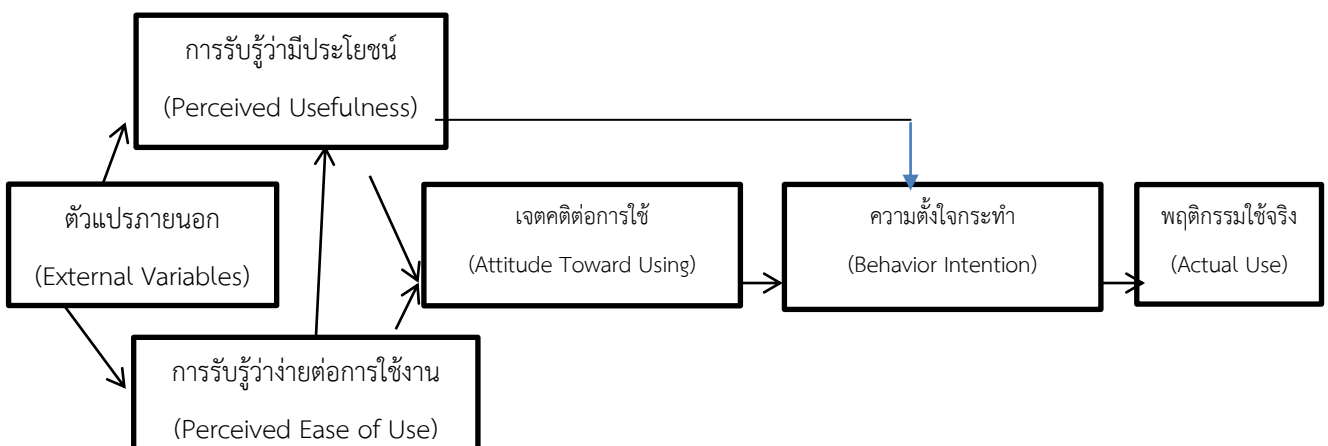 การรับรู้ว่ามีประโยชน์
(Perceived Usefulness)
ตัวแปรภายนอก
(External Variables)
เจตคติต่อการใช้
(Attitude Toward Using)
ความตั้งใจกระทำ
(Behavior Intention)
พฤติกรรมใช้จริง
(Actual Use)
การรับรู้ว่าง่ายต่อการใช้งาน
(Perceived Ease of Use)